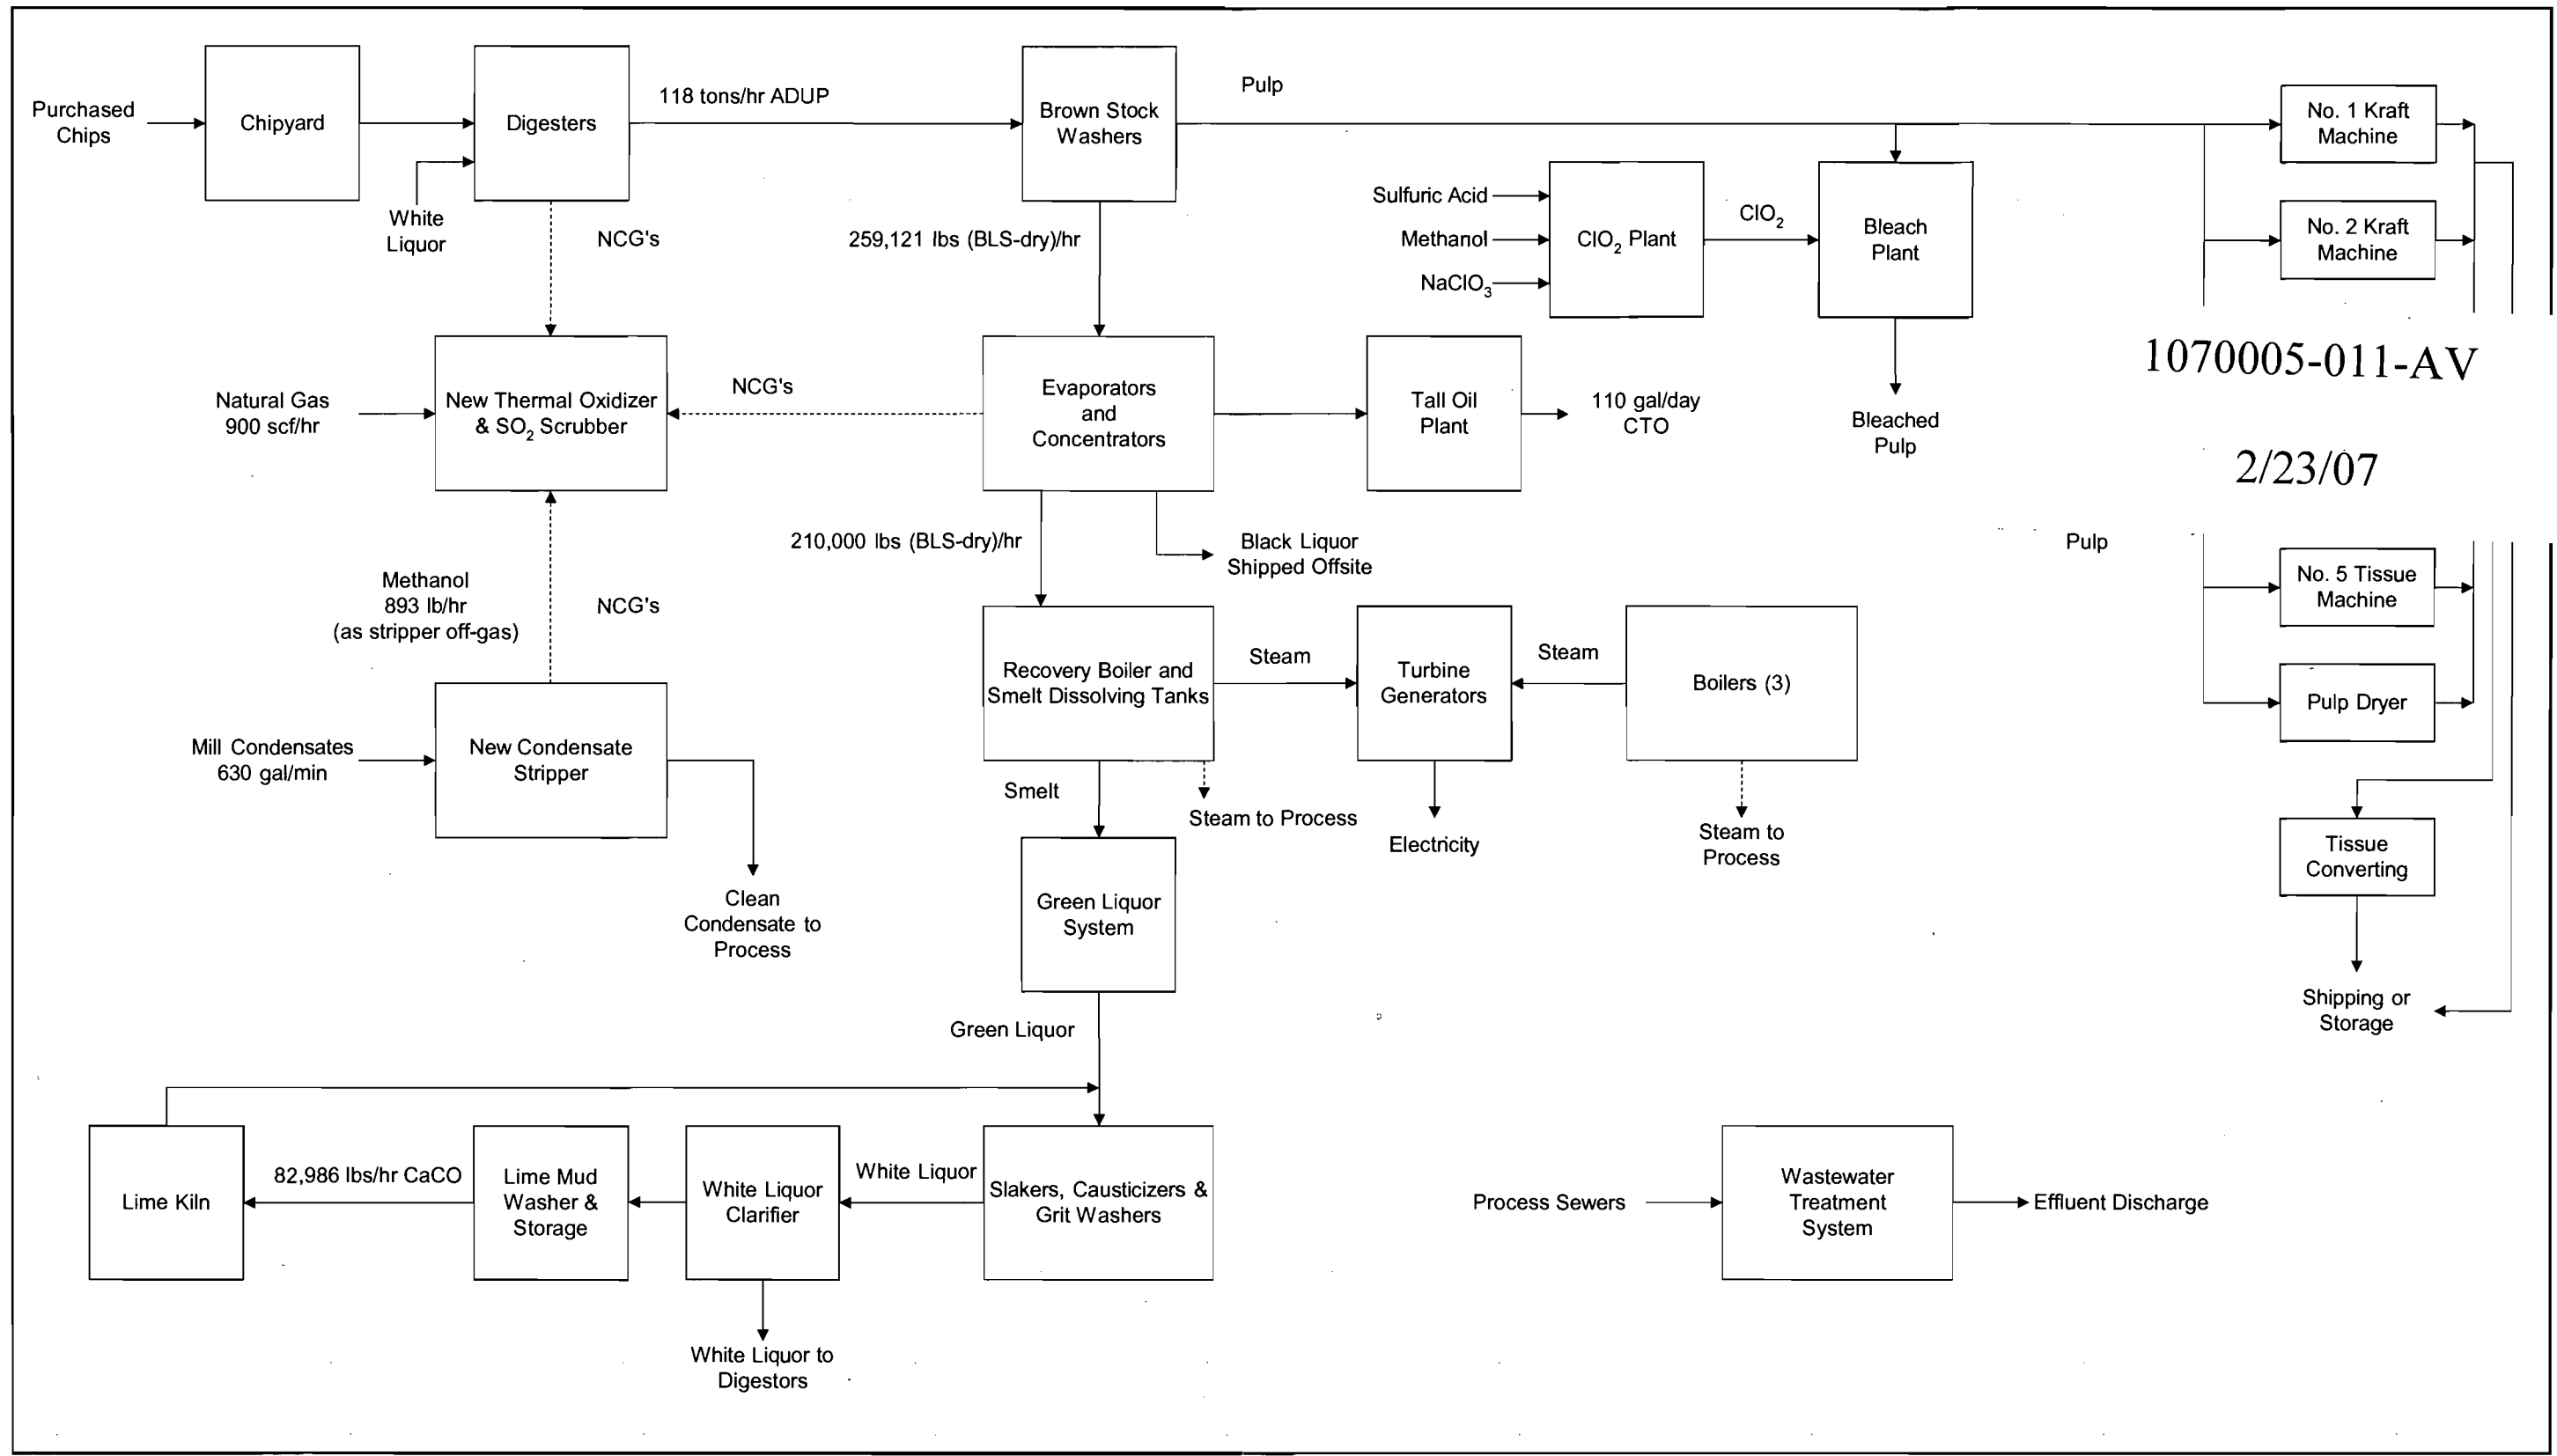 Purchased
Chips
Chipyard
Digesters
118 tons/hr ADUP
Brown Stock
Washers
Pulp
No. 1 Kraft
Machine
White
Liquor
NCG's
259,121 lbs (BLS-dry)/hr
Sulfuric Acid
Methanol
NaClO3
ClO2 Plant
ClO2
Bleach
Plant
No. 2 Kraft
Machine
1070005-011-AV
2/23/07
Natural Gas
900 scf/hr
New Thermal Oxidizer
& SO2 Scrubber
NCG's
Evaporators
and
Concentrators
Tall Oil
Plant
110 gal/day
CTO
Bleached
Pulp
210,000 lbs (BLS-dry)/hr
Black Liquor
Shipped Offsite
Pulp
Methanol
893 lb/hr
(as stripper off-gas)
NCG's
No. 5 Tissue
Machine
Recovery Boiler and
Smelt Dissolving Tanks
Steam
Turbine
Generators
Steam
Boilers (3)
Pulp Dryer
Mill Condensates
630 gal/min
New Condensate
Stripper
Smelt
Steam to Process
Electricity
Steam to
Process
Tissue
Converting
Clean
Condensate to
Process
Green Liquor
System
Shipping or
Storage
Green Liquor
Lime Kiln
82,986 lbs/hr CaCO
Lime Mud
Washer &
Storage
White Liquor
Clarifier
White Liquor
Slakers, Causticizers &
Grit Washers
Process Sewers
Wastewater
Treatment
System
Effluent Discharge
White Liquor to
Digestors